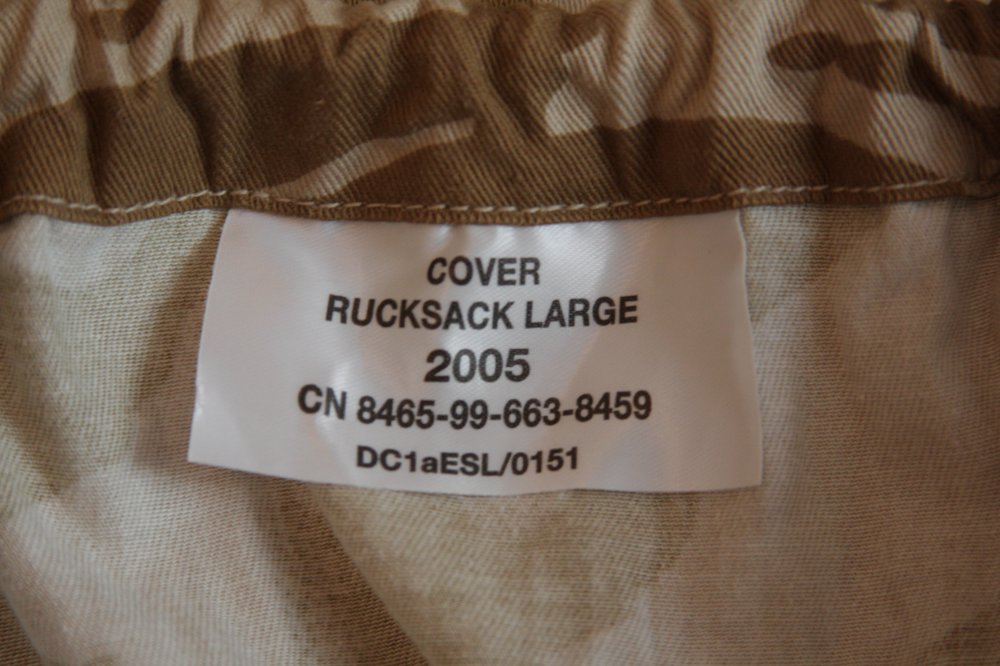 COVER
RUCKSACK LARGE
2005
CN 8465-99-663-8459
DC1aESL/0151